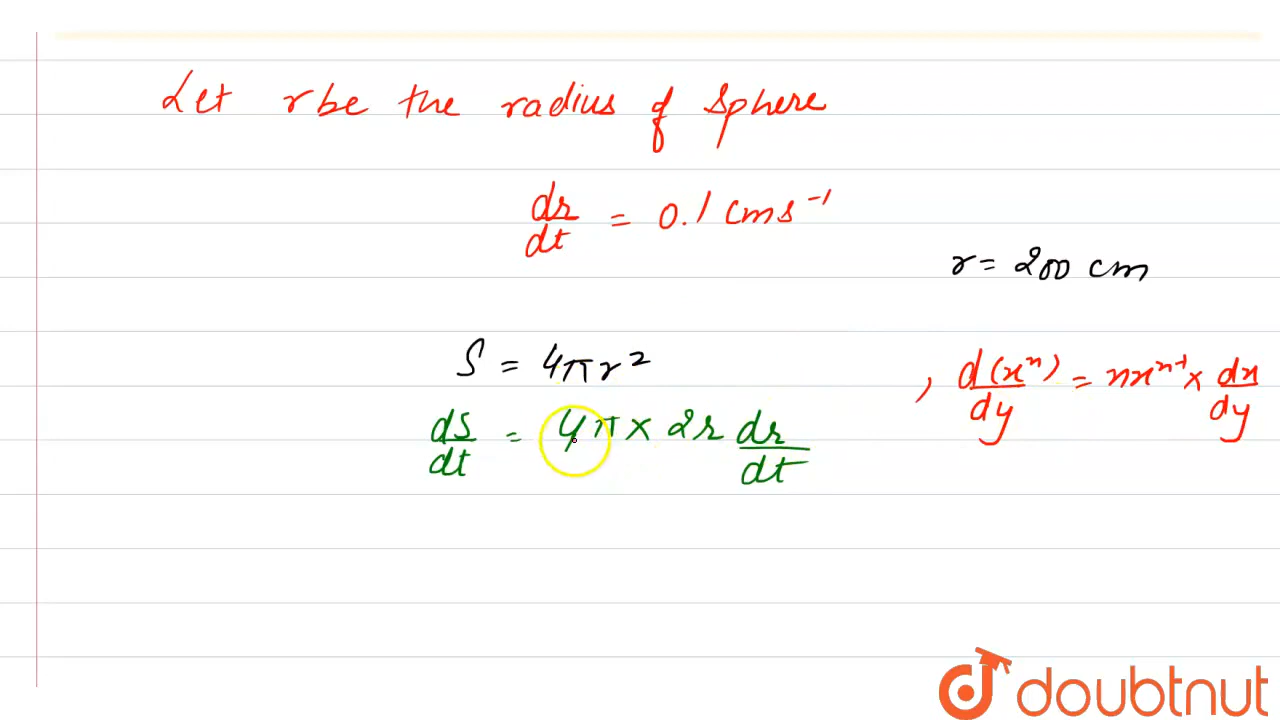 Let r be the radius of sphere
dr/dt = 0.1 cms⁻¹
r = 200 cm
S = 4πr²
, d(xⁿ)/dy = nxⁿ⁻¹ × dx/dy
dS/dt = 4π × 2r dr/dt
doubtnut